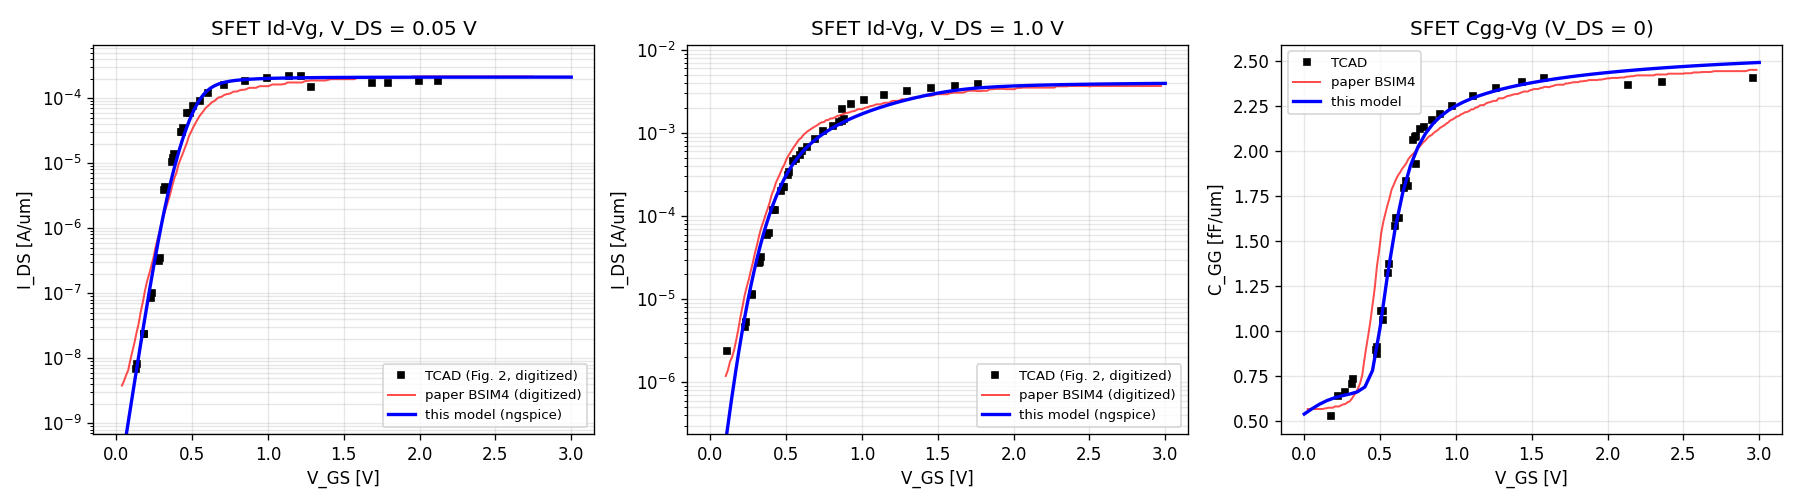 SFET Id-Vg, V_DS = 0.05 V
I_DS [A/um]
10⁻⁴
10⁻⁵
10⁻⁶
10⁻⁷
10⁻⁸
10⁻⁹
TCAD (Fig. 2, digitized)
paper BSIM4 (digitized)
this model (ngspice)
0.0 0.5 1.0 1.5 2.0 2.5 3.0
V_GS [V]
SFET Id-Vg, V_DS = 1.0 V
I_DS [A/um]
10⁻²
10⁻³
10⁻⁴
10⁻⁵
10⁻⁶
TCAD (Fig. 2, digitized)
paper BSIM4 (digitized)
this model (ngspice)
0.0 0.5 1.0 1.5 2.0 2.5 3.0
V_GS [V]
SFET Cgg-Vg (V_DS = 0)
C_GG [fF/um]
TCAD
paper BSIM4
this model
2.50
2.25
2.00
1.75
1.50
1.25
1.00
0.75
0.50
0.0 0.5 1.0 1.5 2.0 2.5 3.0
V_GS [V]